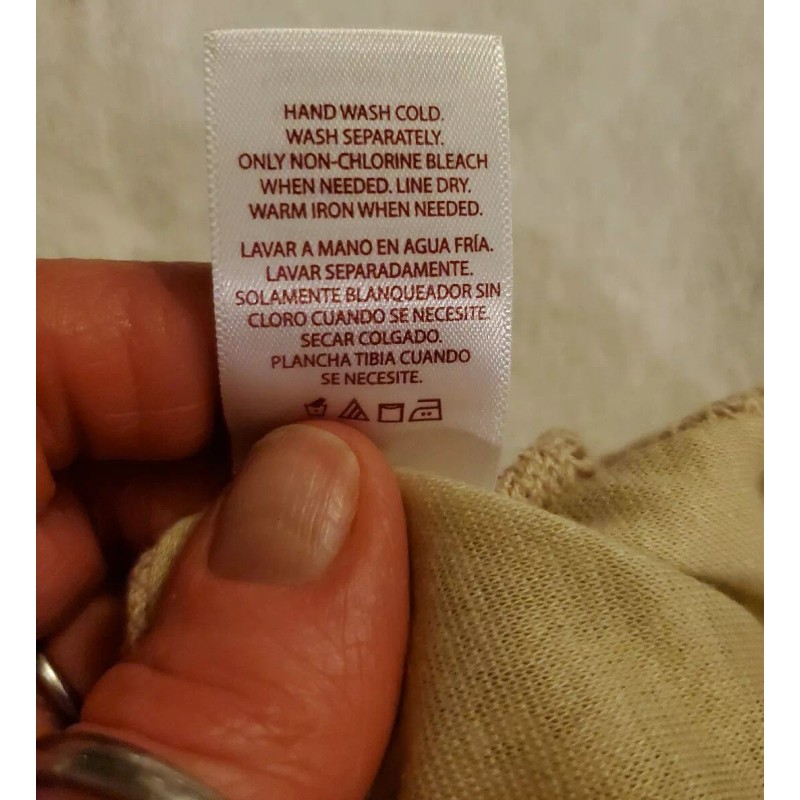 HAND WASH COLD.
WASH SEPARATELY.
ONLY NON-CHLORINE BLEACH
WHEN NEEDED. LINE DRY.
WARM IRON WHEN NEEDED.
LAVAR A MANO EN AGUA FRÍA.
LAVAR SEPARADAMENTE.
SOLAMENTE BLANQUEADOR SIN
CLORO CUANDO SE NECESITE.
SECAR COLGADO.
PLANCHA TIBIA CUANDO
SE NECESITE.